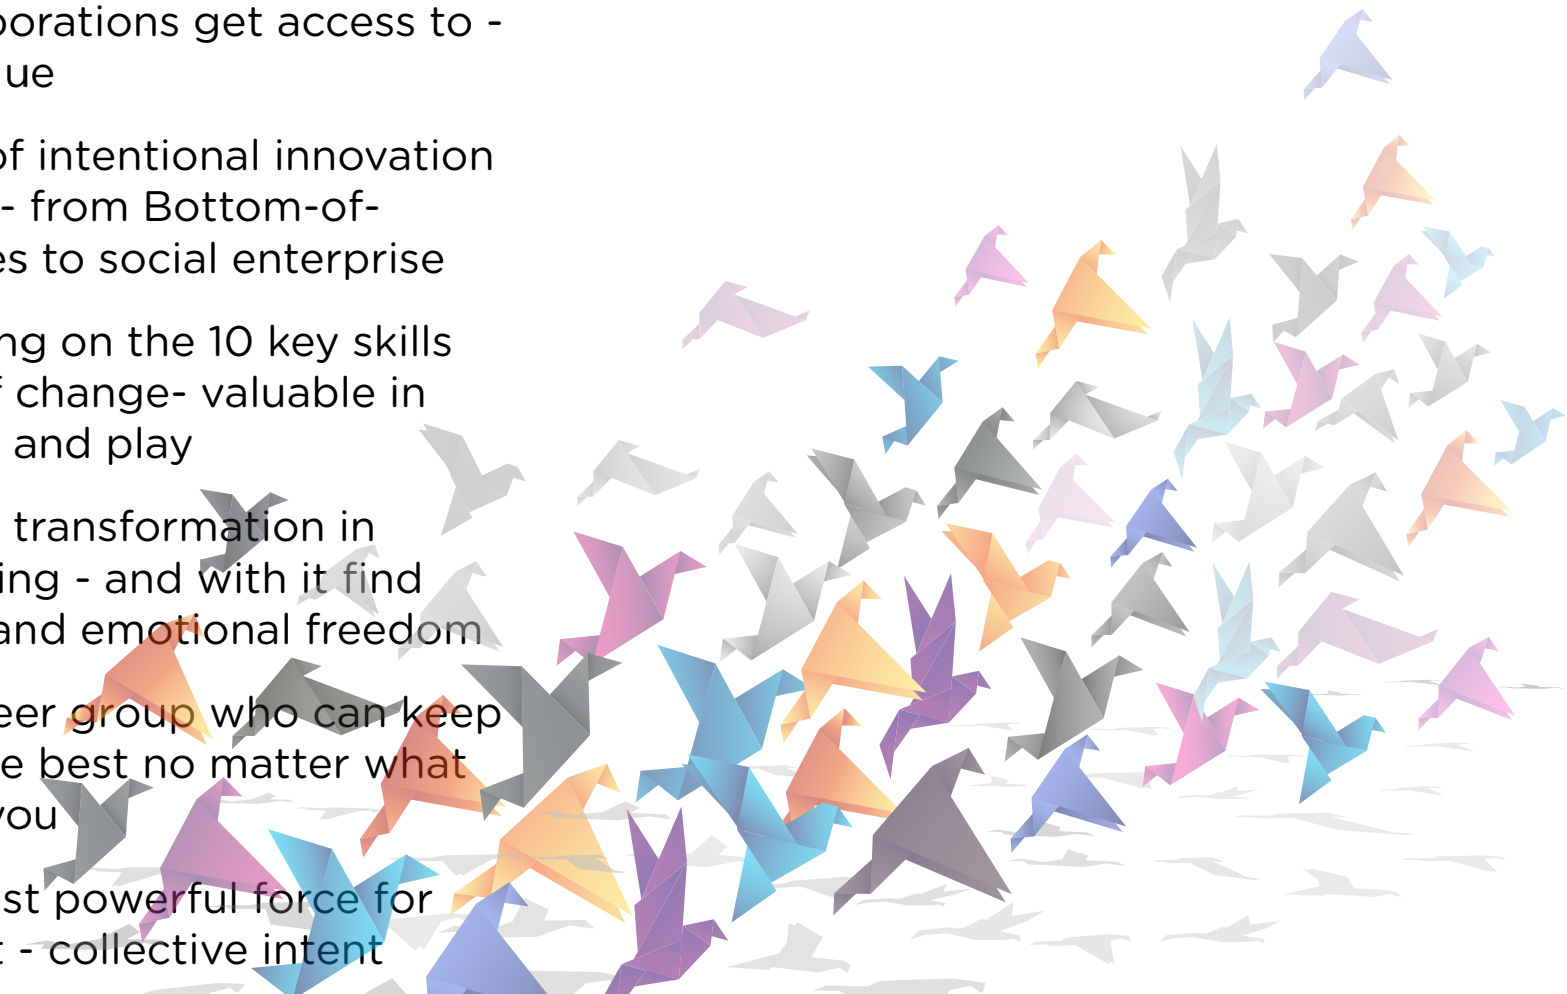 porations get access to -
ue
of intentional innovation
- from Bottom-of-
es to social enterprise
ng on the 10 key skills
f change- valuable in
and play
transformation in
ing - and with it find
and emotional freedom
eer group who can keep
e best no matter what
you
st powerful force for
t - collective intent